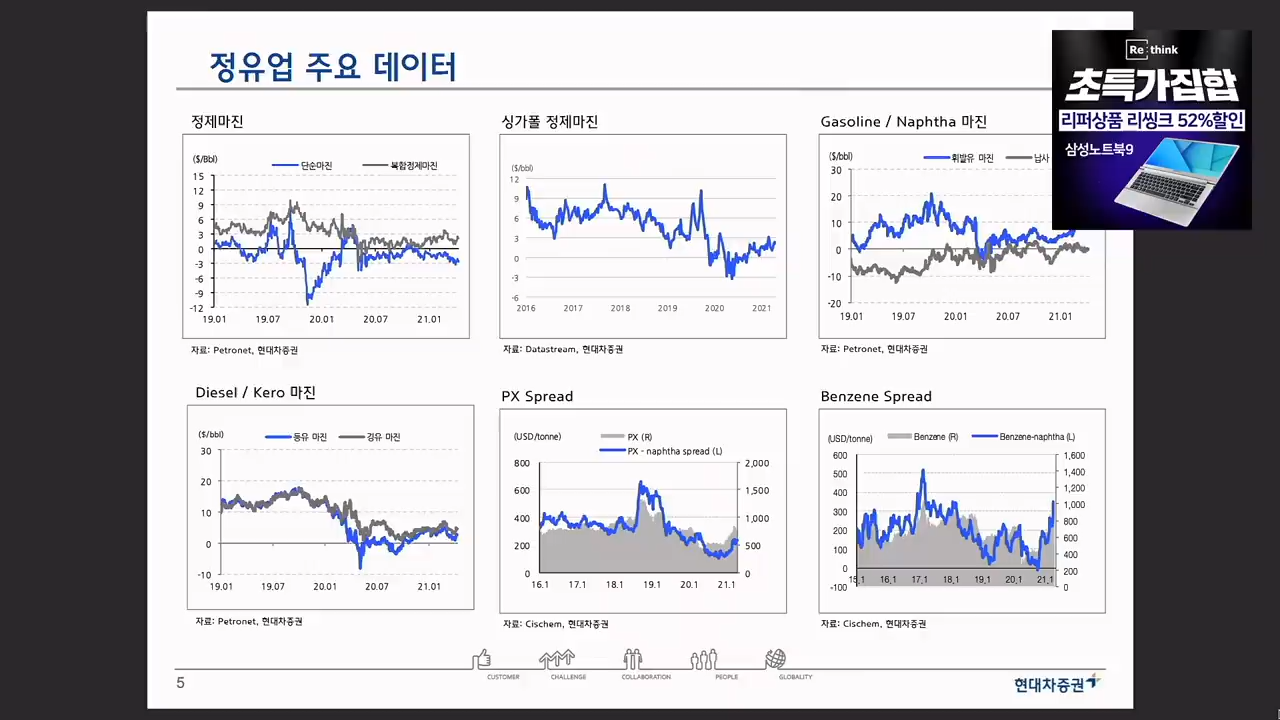 정유업 주요 데이터
Re:think
초특가집합
리퍼상품 리씽크 52%할인
삼성노트북9
정제마진
($/Bbl)
단순마진
복합정제마진
15
12
9
6
3
0
-3
-6
-9
-12
19.01
19.07
20.01
20.07
21.01
자료: Petronet, 현대차증권
싱가폴 정제마진
($/bbl)
12
9
6
3
0
-3
-6
2016
2017
2018
2019
2020
2021
자료: Datastream, 현대차증권
Gasoline / Naphtha 마진
($/bbl)
휘발유 마진
납사
30
20
10
0
-10
-20
19.01
19.07
20.01
20.07
21.01
자료: Petronet, 현대차증권
Diesel / Kero 마진
($/bbl)
등유 마진
경유 마진
30
20
10
0
-10
19.01
19.07
20.01
20.07
21.01
자료: Petronet, 현대차증권
PX Spread
(USD/tonne)
PX (R)
PX - naphtha spread (L)
800
600
400
200
0
2,000
1,500
1,000
500
0
16.1
17.1
18.1
19.1
20.1
21.1
자료: Cischem, 현대차증권
Benzene Spread
(USD/tonne)
Benzene (R)
Benzene-naphtha (L)
600
500
400
300
200
100
0
-100
1,600
1,400
1,200
1,000
800
600
400
200
0
15.1
16.1
17.1
18.1
19.1
20.1
21.1
자료: Cischem, 현대차증권
CUSTOMER
CHALLENGE
COLLABORATION
PEOPLE
GLOBALITY
5
현대차증권